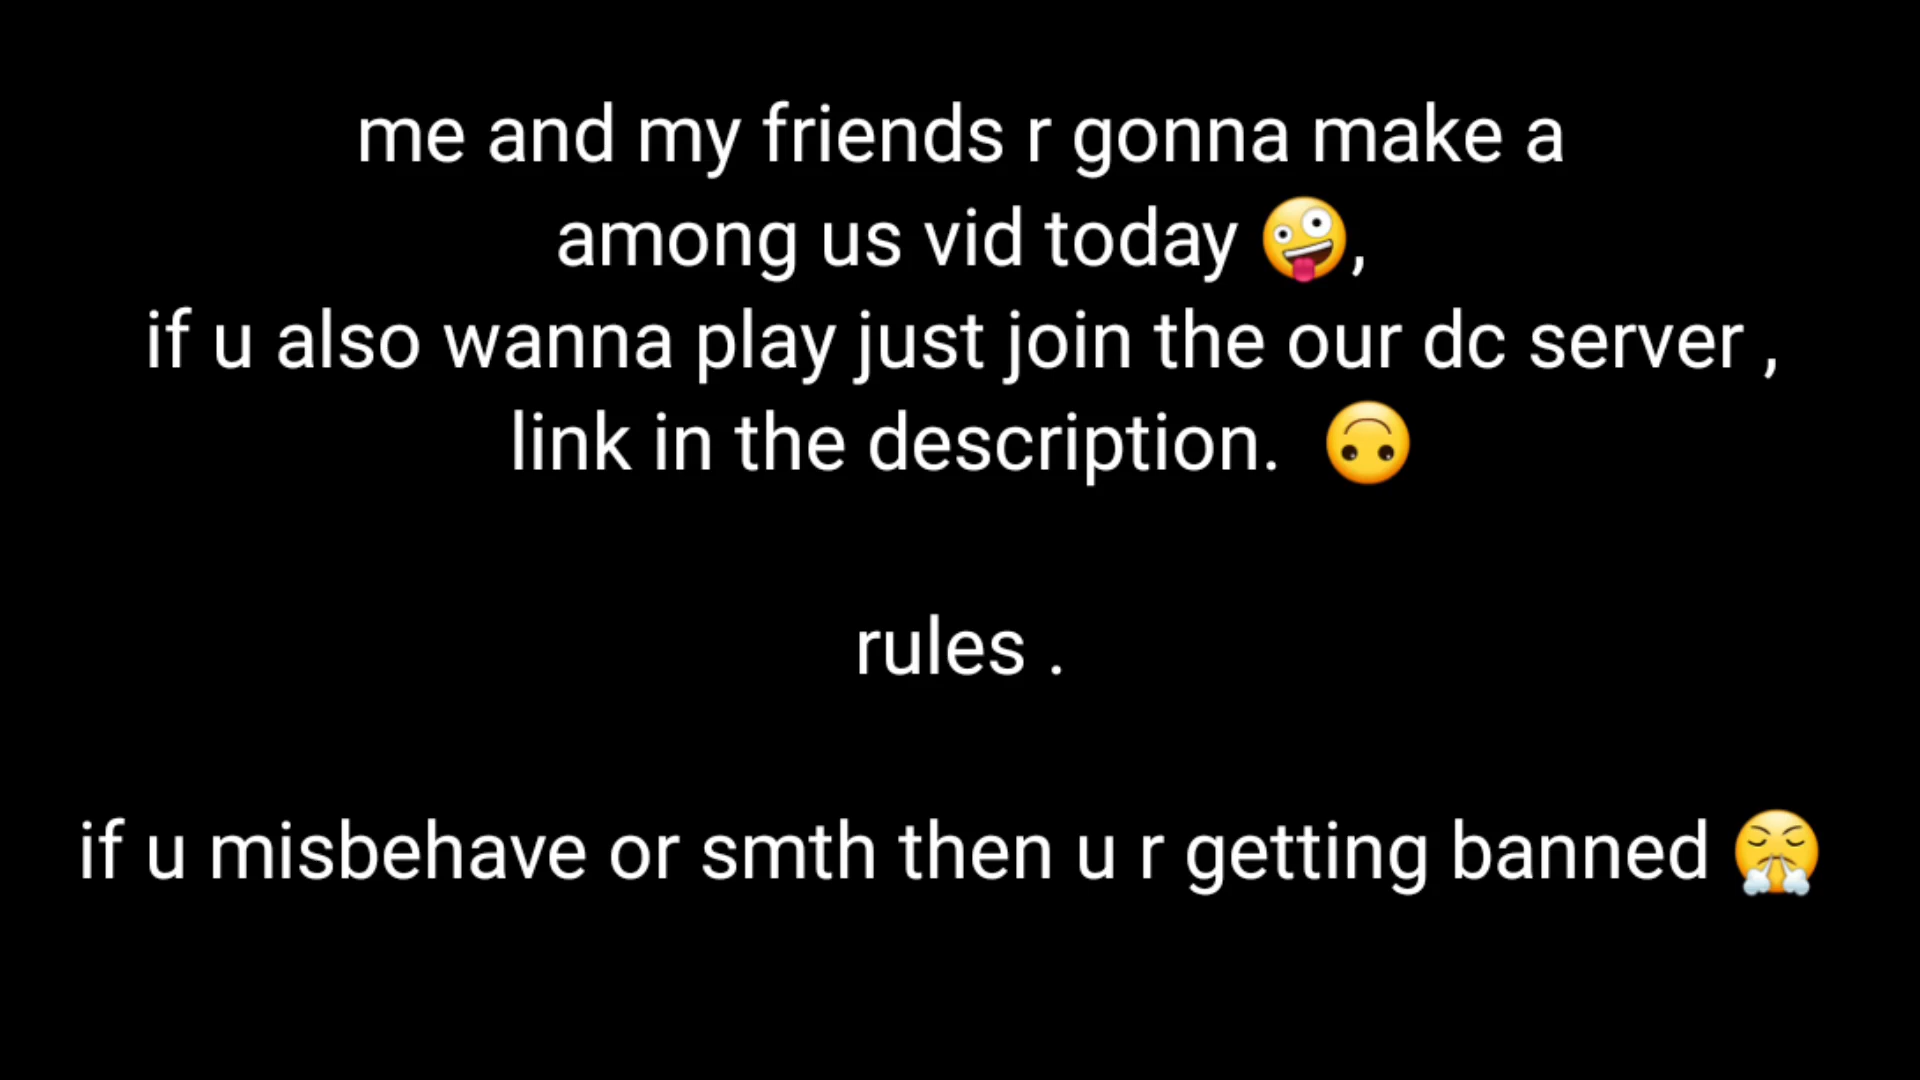 me and my friends r gonna make a
among us vid today 🤪,
if u also wanna play just join the our dc server ,
link in the description.  🙃
rules .
if u misbehave or smth then u r getting banned 😤